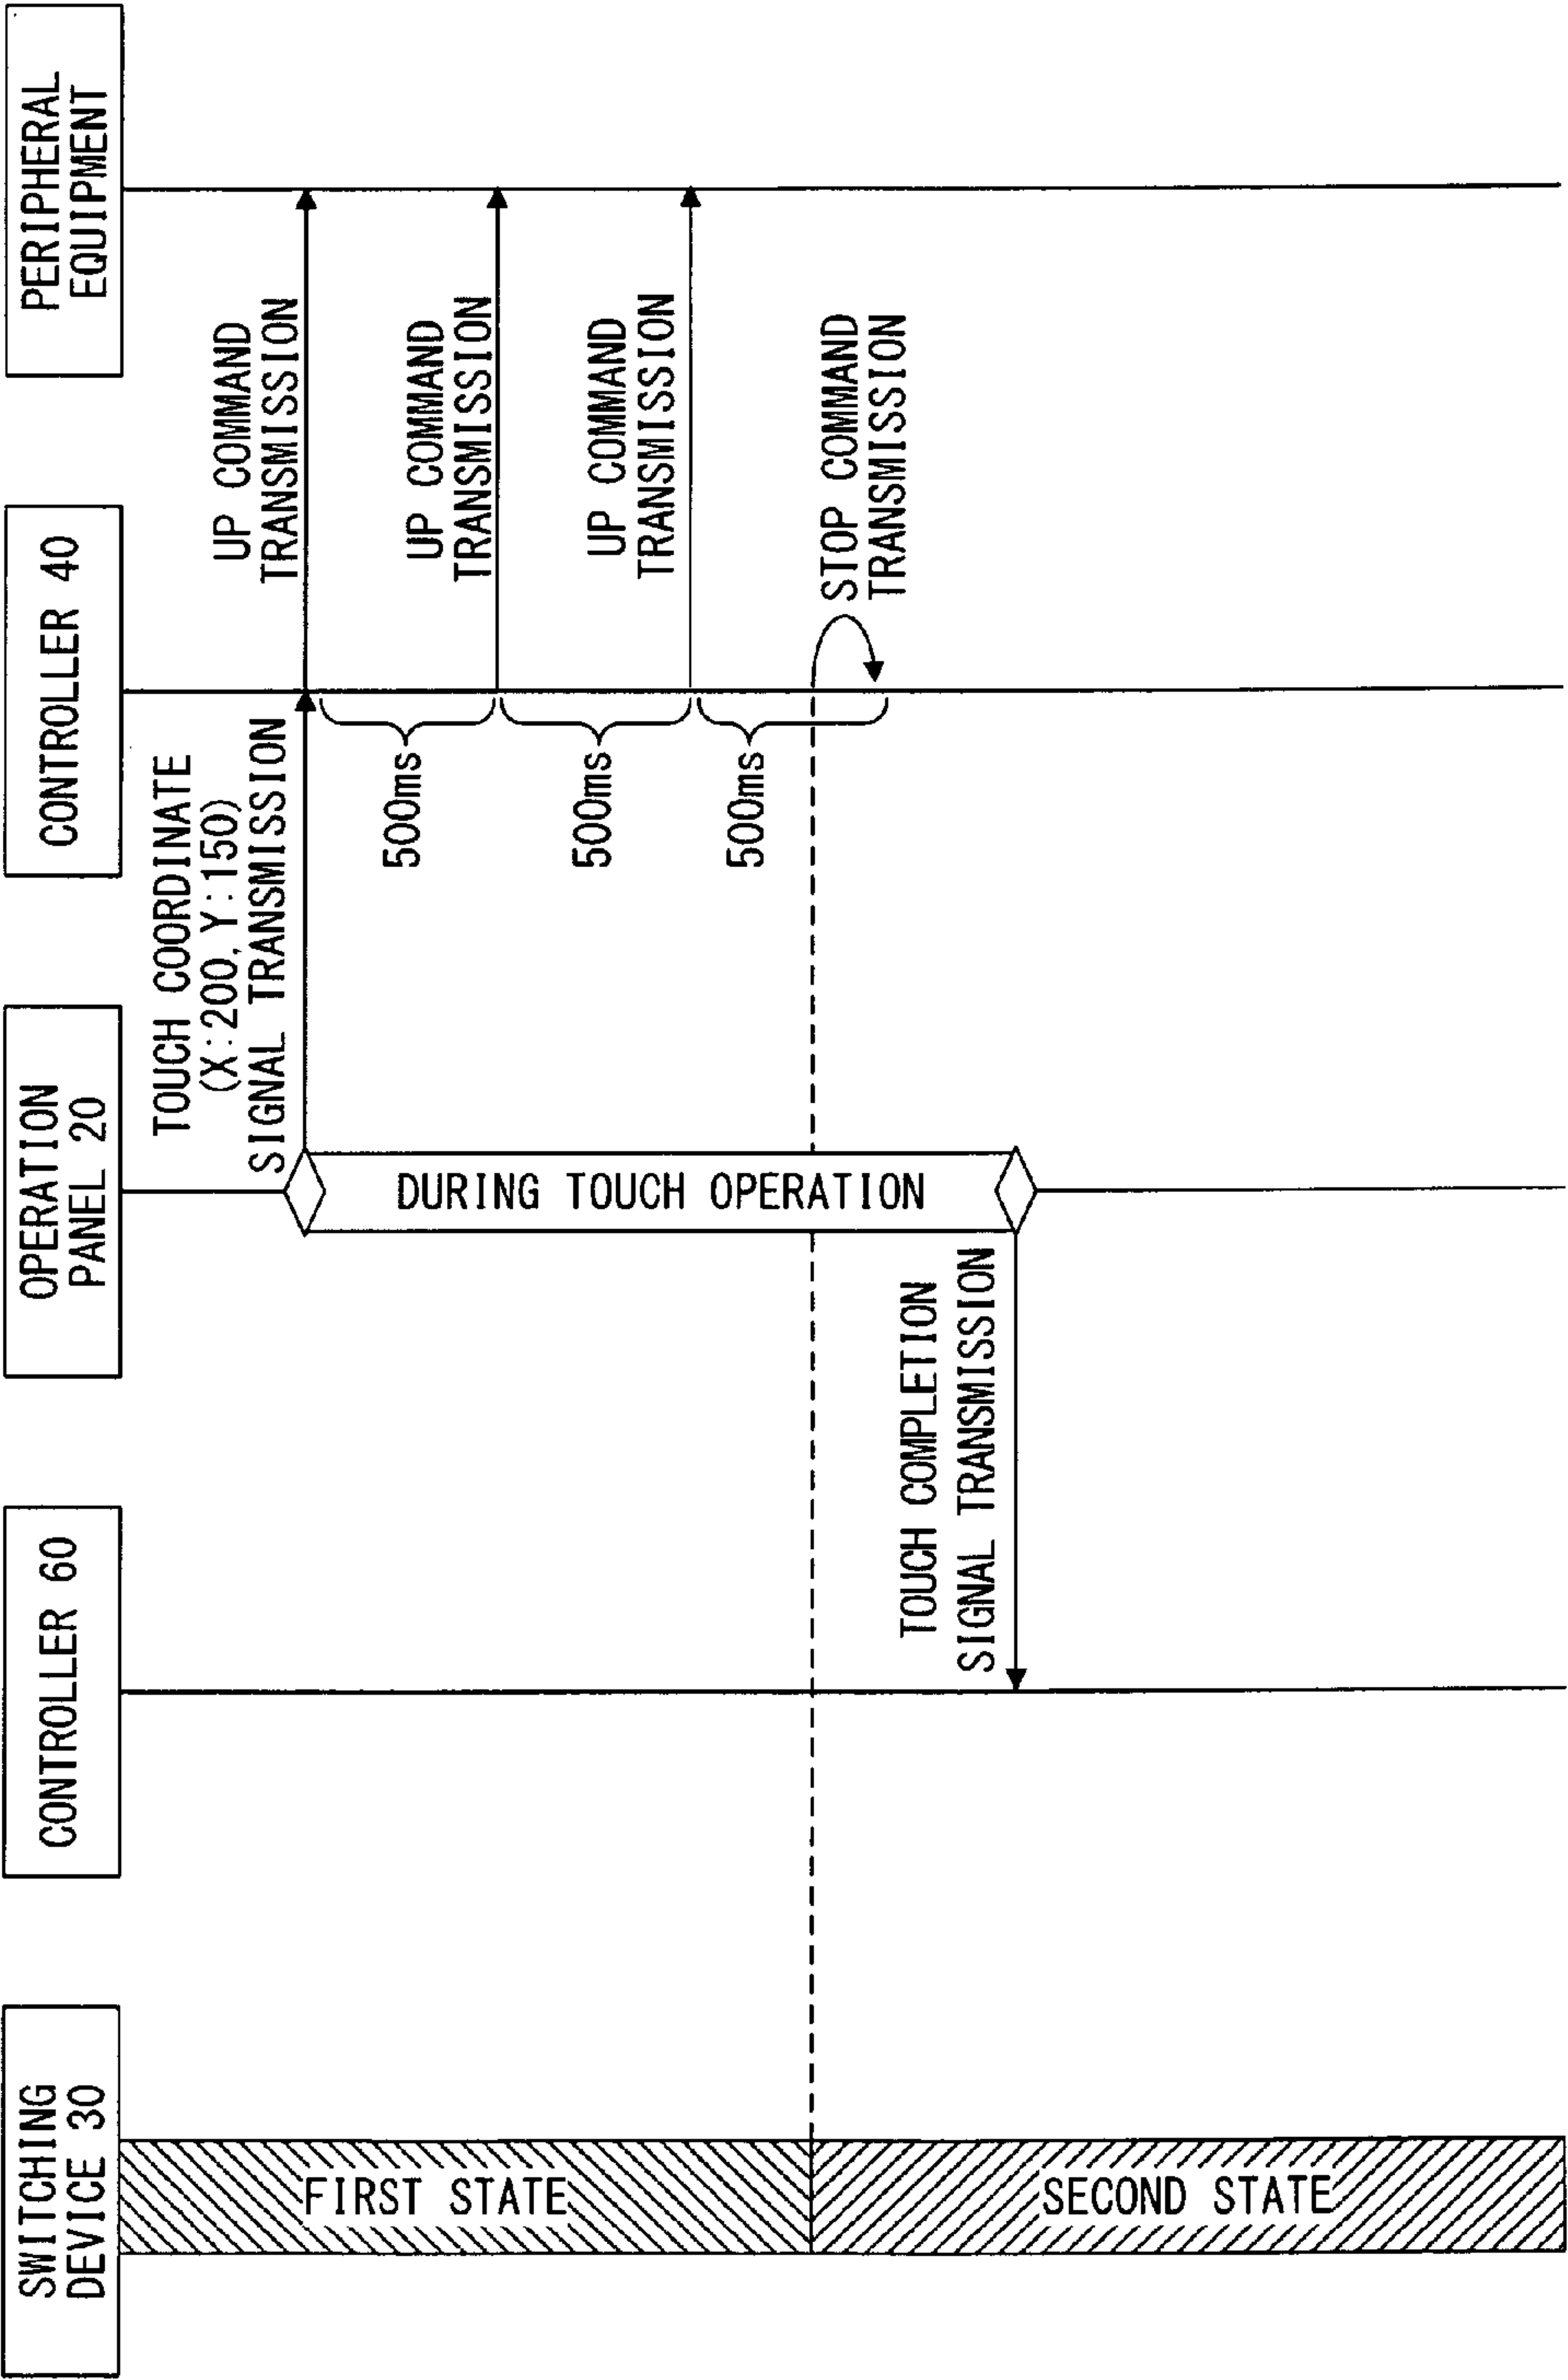 SWITCHING
DEVICE 30
CONTROLLER 60
OPERATION
PANEL 20
CONTROLLER 40
PERIPHERAL
EQUIPMENT
TOUCH COORDINATE
(X:200,Y:150)
SIGNAL TRANSMISSION
UP COMMAND
TRANSMISSION
500ms
UP COMMAND
TRANSMISSION
500ms
UP COMMAND
TRANSMISSION
500ms
STOP COMMAND
TRANSMISSION
DURING TOUCH OPERATION
TOUCH COMPLETION
SIGNAL TRANSMISSION
FIRST STATE
SECOND STATE